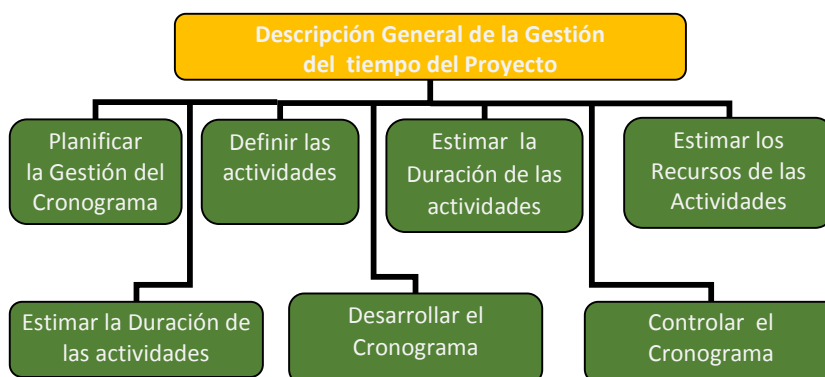 Descripción General de la Gestión
del tiempo del Proyecto
Planificar
la Gestión del
Cronograma
Definir las
actividades
Estimar la
Duración de las
actividades
Estimar los
Recursos de las
Actividades
Estimar la Duración de
las actividades
Desarrollar el
Cronograma
Controlar el
Cronograma